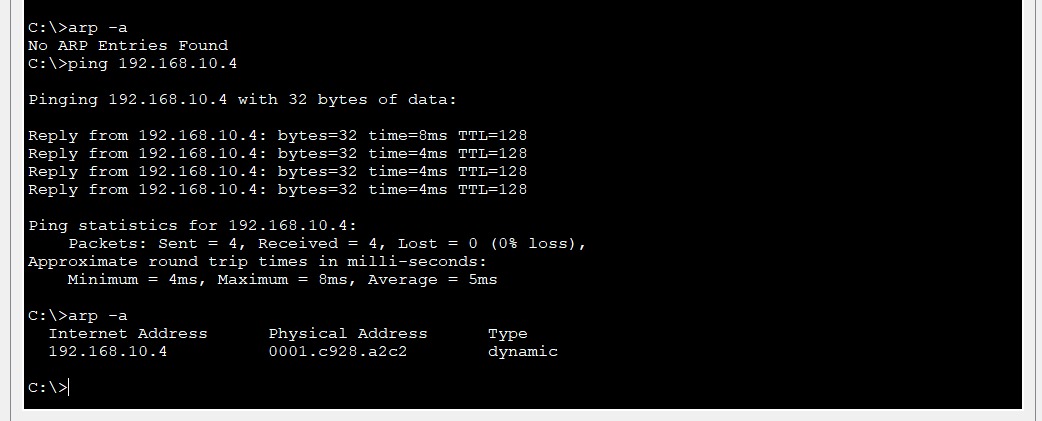 C:\>arp -a
No ARP Entries Found
C:\>ping 192.168.10.4
Pinging 192.168.10.4 with 32 bytes of data:
Reply from 192.168.10.4: bytes=32 time=8ms TTL=128
Reply from 192.168.10.4: bytes=32 time=4ms TTL=128
Reply from 192.168.10.4: bytes=32 time=4ms TTL=128
Reply from 192.168.10.4: bytes=32 time=4ms TTL=128
Ping statistics for 192.168.10.4:
    Packets: Sent = 4, Received = 4, Lost = 0 (0% loss),
Approximate round trip times in milli-seconds:
    Minimum = 4ms, Maximum = 8ms, Average = 5ms
C:\>arp -a
  Internet Address      Physical Address      Type
  192.168.10.4          0001.c928.a2c2        dynamic
C:\>